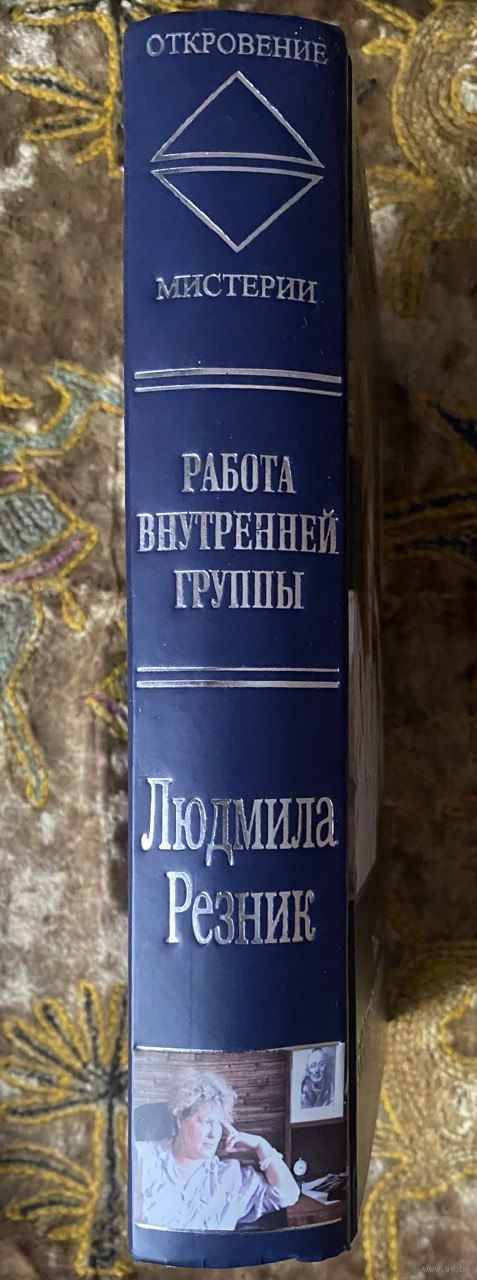 ОТКРОВЕНИЕ
МИСТЕРИИ
РАБОТА
ВНУТРЕННЕЙ
ГРУППЫ
Людмила
Резник